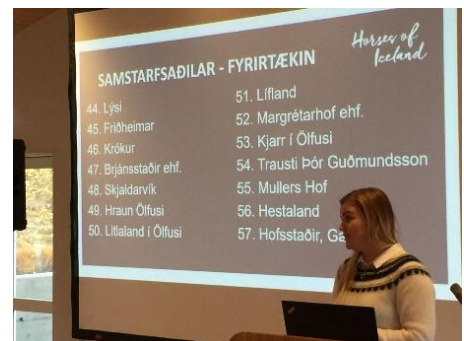 Horses of
Iceland
SAMSTARFSAÐILAR - FYRIRTÆKIN
44. Lýsi
45. Friðheimar
46. Krókur
47. Brjánsstaðir ehf.
48. Skjaldarvík
49. Hraun Ölfusi
50. Litlaland í Ölfusi
51. Lífland
52. Margrétarhof ehf.
53. Kjarr í Ölfusi
54. Trausti Þór Guðmundsson
55. Mullers Hof
56. Hestaland
57. Hofsstaðir,